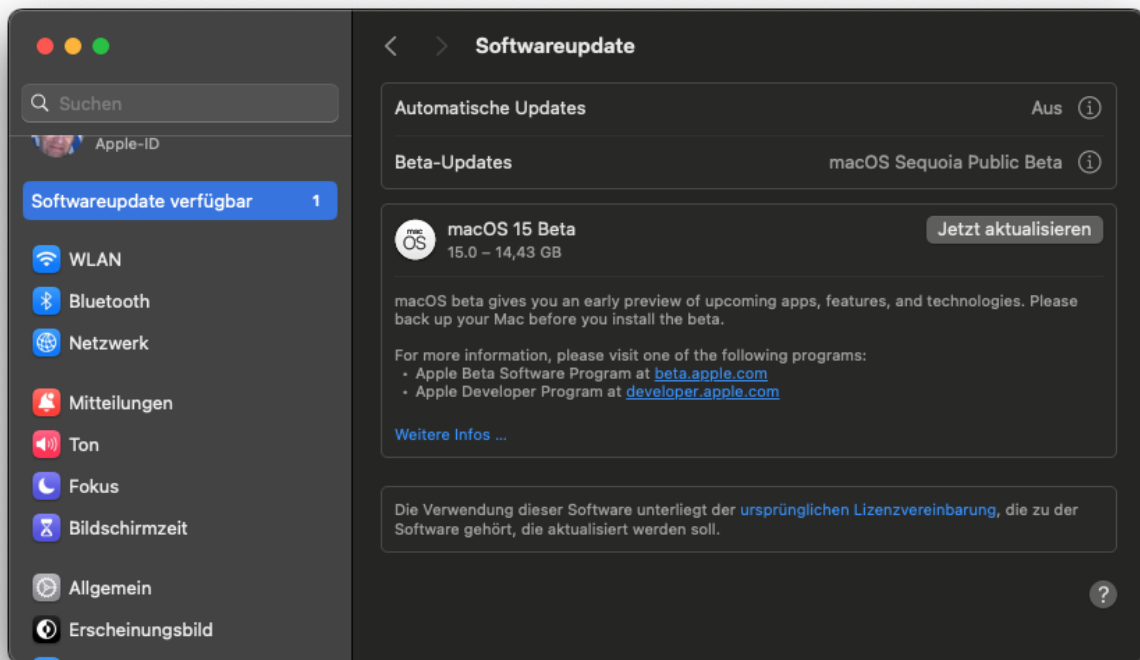 Suchen
Apple-ID
Softwareupdate verfügbar 1
WLAN
Bluetooth
Netzwerk
Mitteilungen
Ton
Fokus
Bildschirmzeit
Allgemein
Erscheinungsbild
Softwareupdate
Automatische Updates Aus
Beta-Updates macOS Sequoia Public Beta
mac
OS
macOS 15 Beta
15.0 – 14,43 GB
Jetzt aktualisieren
macOS beta gives you an early preview of upcoming apps, features, and technologies. Please
back up your Mac before you install the beta.
For more information, please visit one of the following programs:
• Apple Beta Software Program at beta.apple.com
• Apple Developer Program at developer.apple.com
Weitere Infos ...
Die Verwendung dieser Software unterliegt der ursprünglichen Lizenzvereinbarung, die zu der
Software gehört, die aktualisiert werden soll.
?